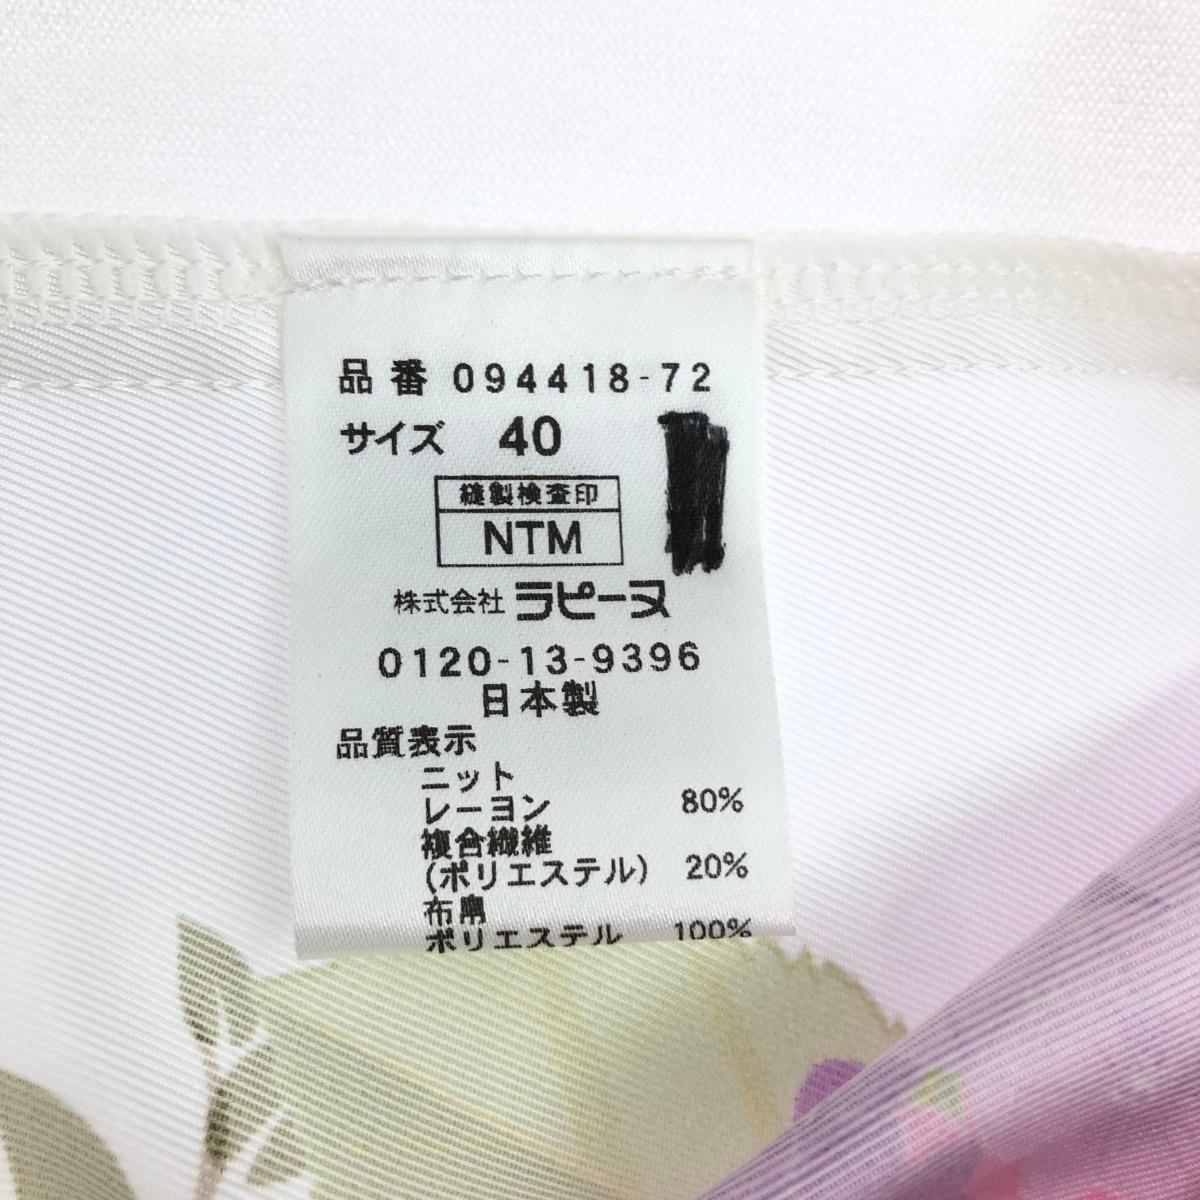 品番 094418-72
サイズ 40
縫製検査印
NTM
株式会社 ラピーヌ
0120-13-9396
日本製
品質表示
ニット
レーヨン 80%
複合繊維
(ポリエステル) 20%
布帛
ポリエステル 100%